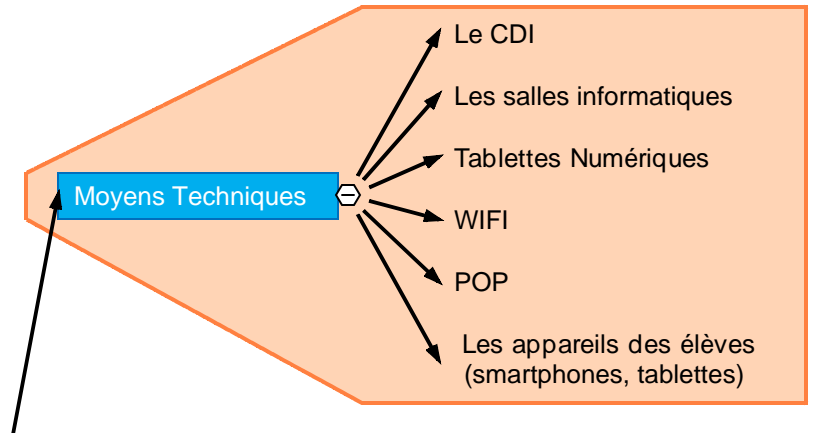 Le CDI
Les salles informatiques
Tablettes Numériques
Moyens Techniques
WIFI
POP
Les appareils des élèves
(smartphones, tablettes)